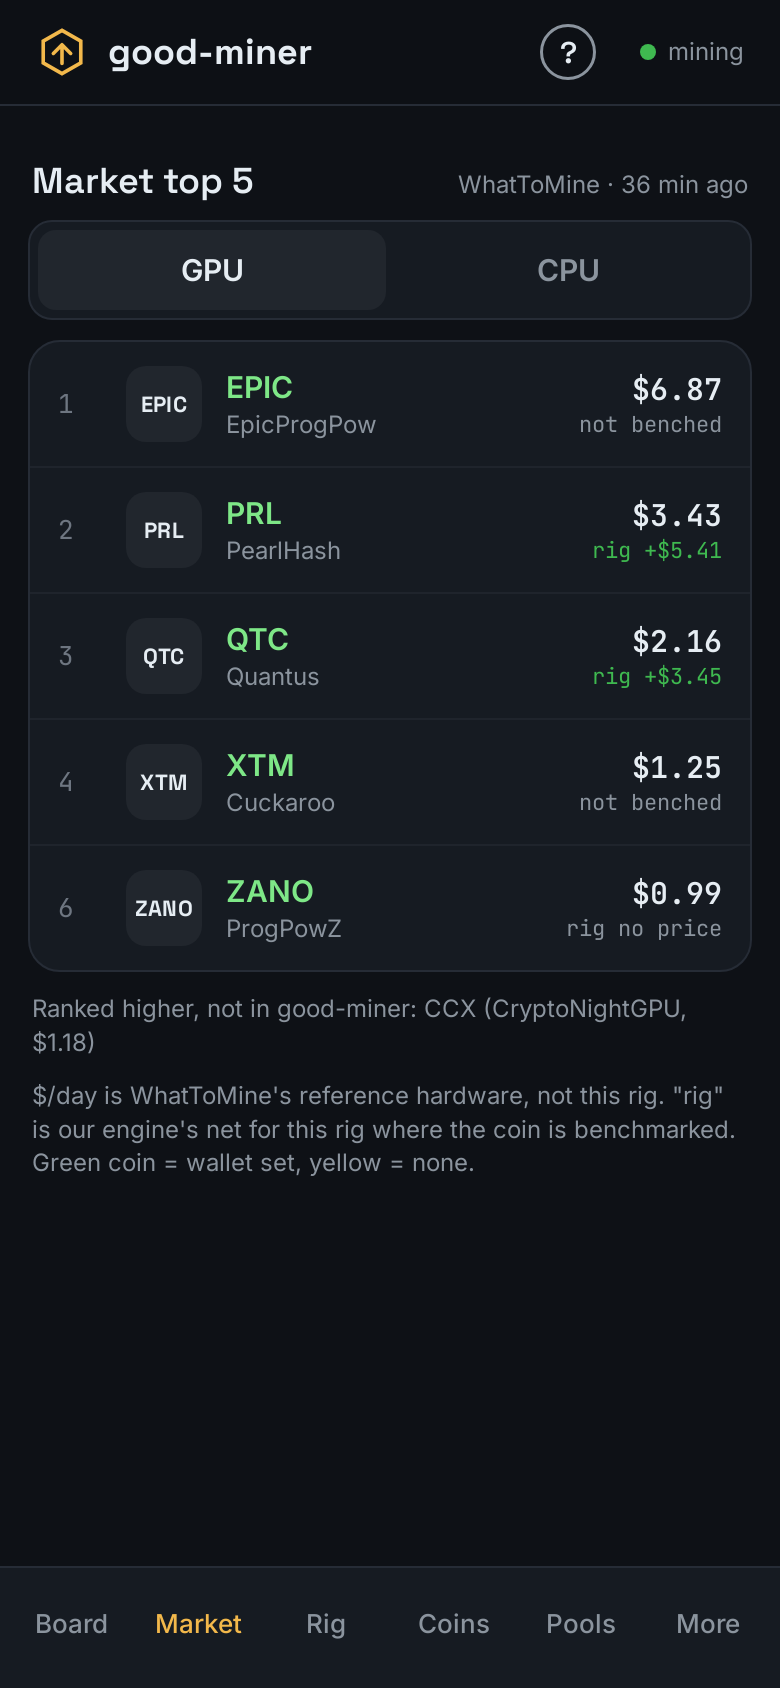 good-miner ? mining
Market top 5 WhatToMine · 36 min ago
GPU CPU
1 EPIC EPIC $6.87
EpicProgPow not benched
2 PRL PRL $3.43
PearlHash rig +$5.41
3 QTC QTC $2.16
Quantus rig +$3.45
4 XTM XTM $1.25
Cuckaroo not benched
6 ZANO ZANO $0.99
ProgPowZ rig no price
Ranked higher, not in good-miner: CCX (CryptoNightGPU,
$1.18)
$/day is WhatToMine's reference hardware, not this rig. "rig"
is our engine's net for this rig where the coin is benchmarked.
Green coin = wallet set, yellow = none.
Board Market Rig Coins Pools More